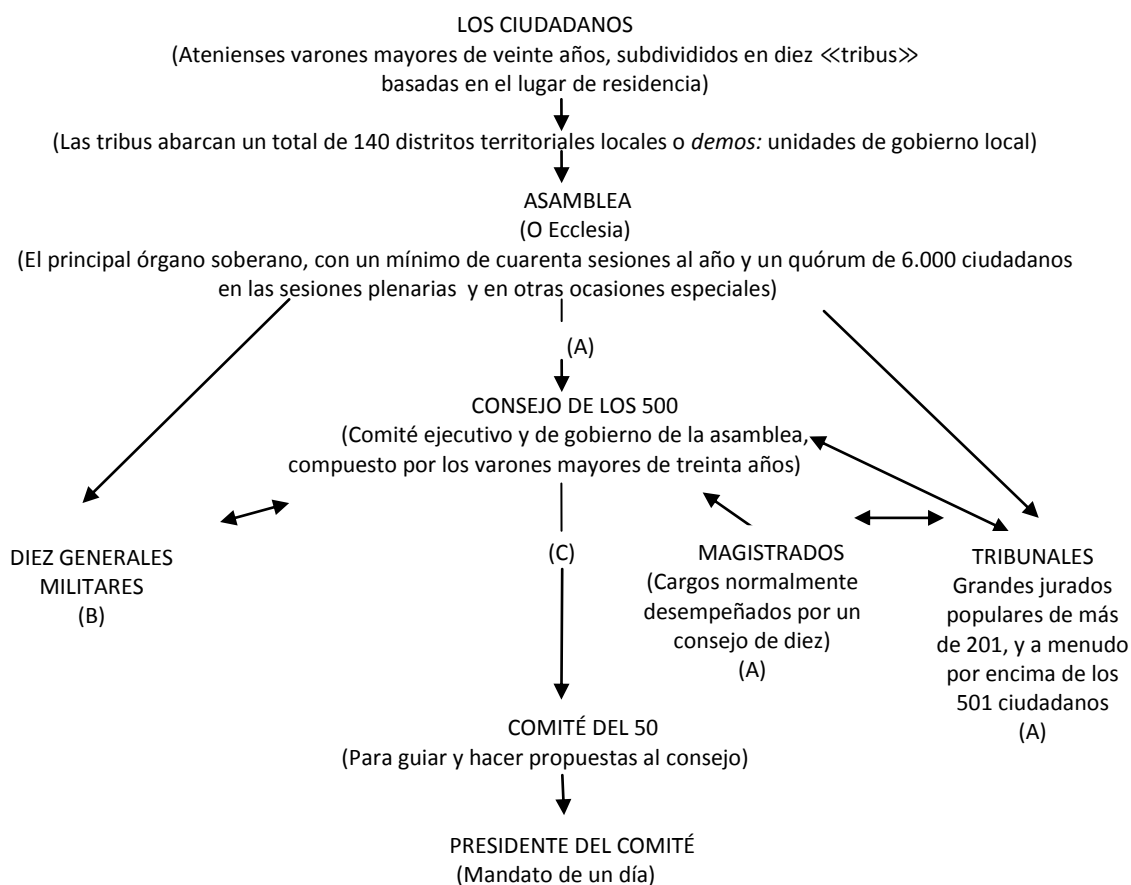 LOS CIUDADANOS
(Atenienses varones mayores de veinte años, subdivididos en diez ≪tribus≫
basadas en el lugar de residencia)
(Las tribus abarcan un total de 140 distritos territoriales locales o demos: unidades de gobierno local)
ASAMBLEA
(O Ecclesia)
(El principal órgano soberano, con un mínimo de cuarenta sesiones al año y un quórum de 6.000 ciudadanos
en las sesiones plenarias y en otras ocasiones especiales)
(A)
CONSEJO DE LOS 500
(Comité ejecutivo y de gobierno de la asamblea,
compuesto por los varones mayores de treinta años)
DIEZ GENERALES
MILITARES
(B)
(C)
MAGISTRADOS
(Cargos normalmente
desempeñados por un
consejo de diez)
(A)
TRIBUNALES
Grandes jurados
populares de más
de 201, y a menudo
por encima de los
501 ciudadanos
(A)
COMITÉ DEL 50
(Para guiar y hacer propuestas al consejo)
PRESIDENTE DEL COMITÉ
(Mandato de un día)